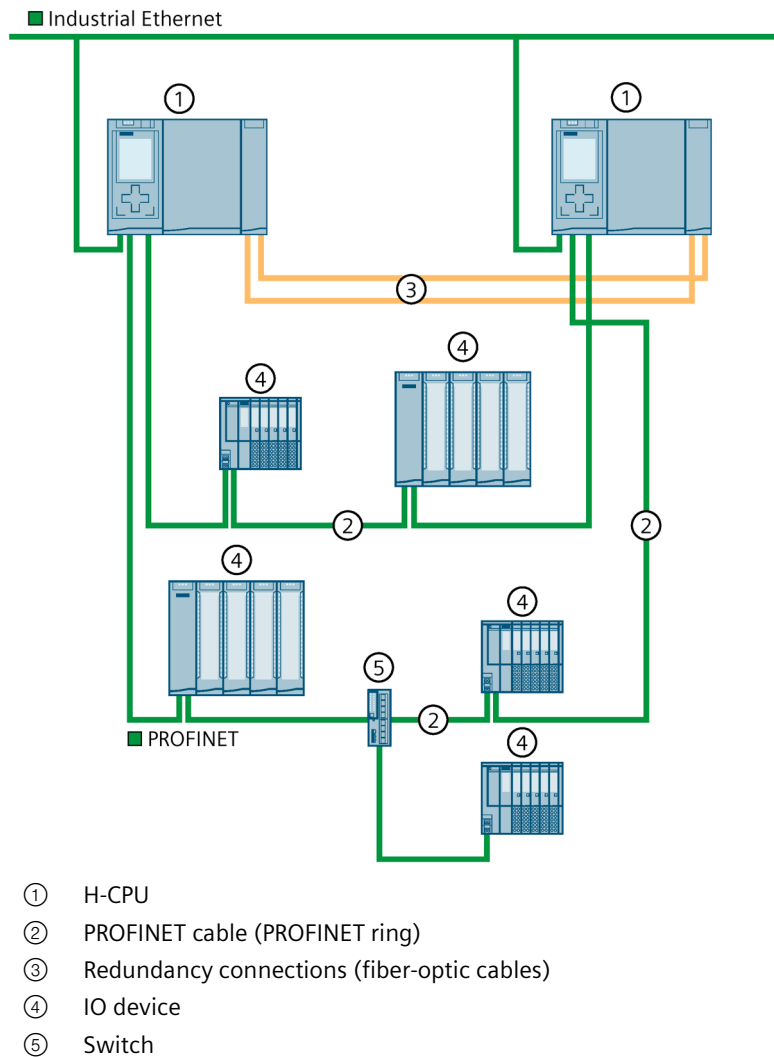 Industrial Ethernet
① ①
③
④
④
② ②
④
④
⑤
②
PROFINET
④
① H-CPU
② PROFINET cable (PROFINET ring)
③ Redundancy connections (fiber-optic cables)
④ IO device
⑤ Switch